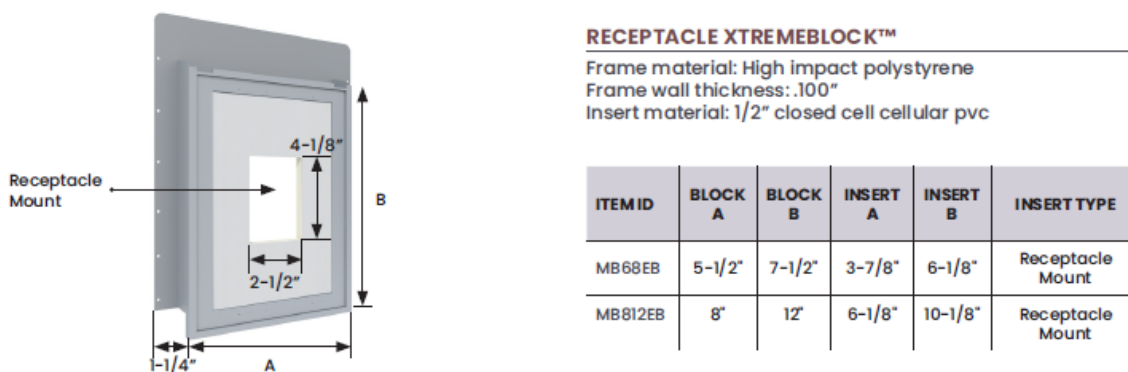 RECEPTACLE XTREMEBLOCK™
Frame material: High impact polystyrene
Frame wall thickness: .100”
Insert material: 1/2” closed cell cellular pvc
4-1/8”
Receptacle
Mount
B
2-1/2”
1-1/4”
A
ITEM ID BLOCK A BLOCK B INSERT A INSERT B INSERT TYPE
MB68EB 5-1/2" 7-1/2" 3-7/8" 6-1/8" Receptacle Mount
MB812EB 8" 12" 6-1/8" 10-1/8" Receptacle Mount